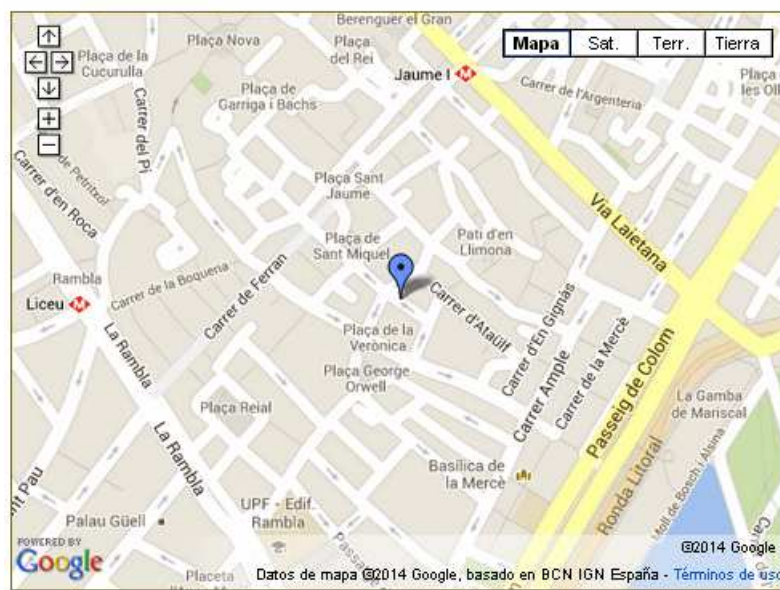 Berenguer el Gran
Plaça Nova
Plaça
del Rei
Mapa
Sat.
Terr.
Tierra
Plaça de la
Cucurulla
Jaume I
M
Plaça
les Oll
Carrer de l'Argenteria
Plaça de
Garriga i Bachs
Carrer del Pi
de Petritxol
Carrer d'en Roca
Plaça Sant
Jaume
Via Laietana
Plaça de
Sant Miquel
Pati d'en
Llimona
Rambla
Liceu
M
Carrer de la Boqueria
Carrer de Ferran
Carrer d'Ataülf
Carrer d'En Gignàs
Carrer de la Mercè
Carrer Ample
Passeig de Colom
Plaça de la
Verònica
Plaça George
Orwell
La Rambla
Plaça Reial
La Gamba
de Mariscal
La Rambla
Ronda Litoral
Moll de Bosch i Alsina
Basílica de
la Mercè
nt Pau
UPF - Edif.
Rambla
Palau Güell
POWERED BY
Google
Placeta
©2014 Google
Datos de mapa ©2014 Google, basado en BCN IGN España - Términos de uso